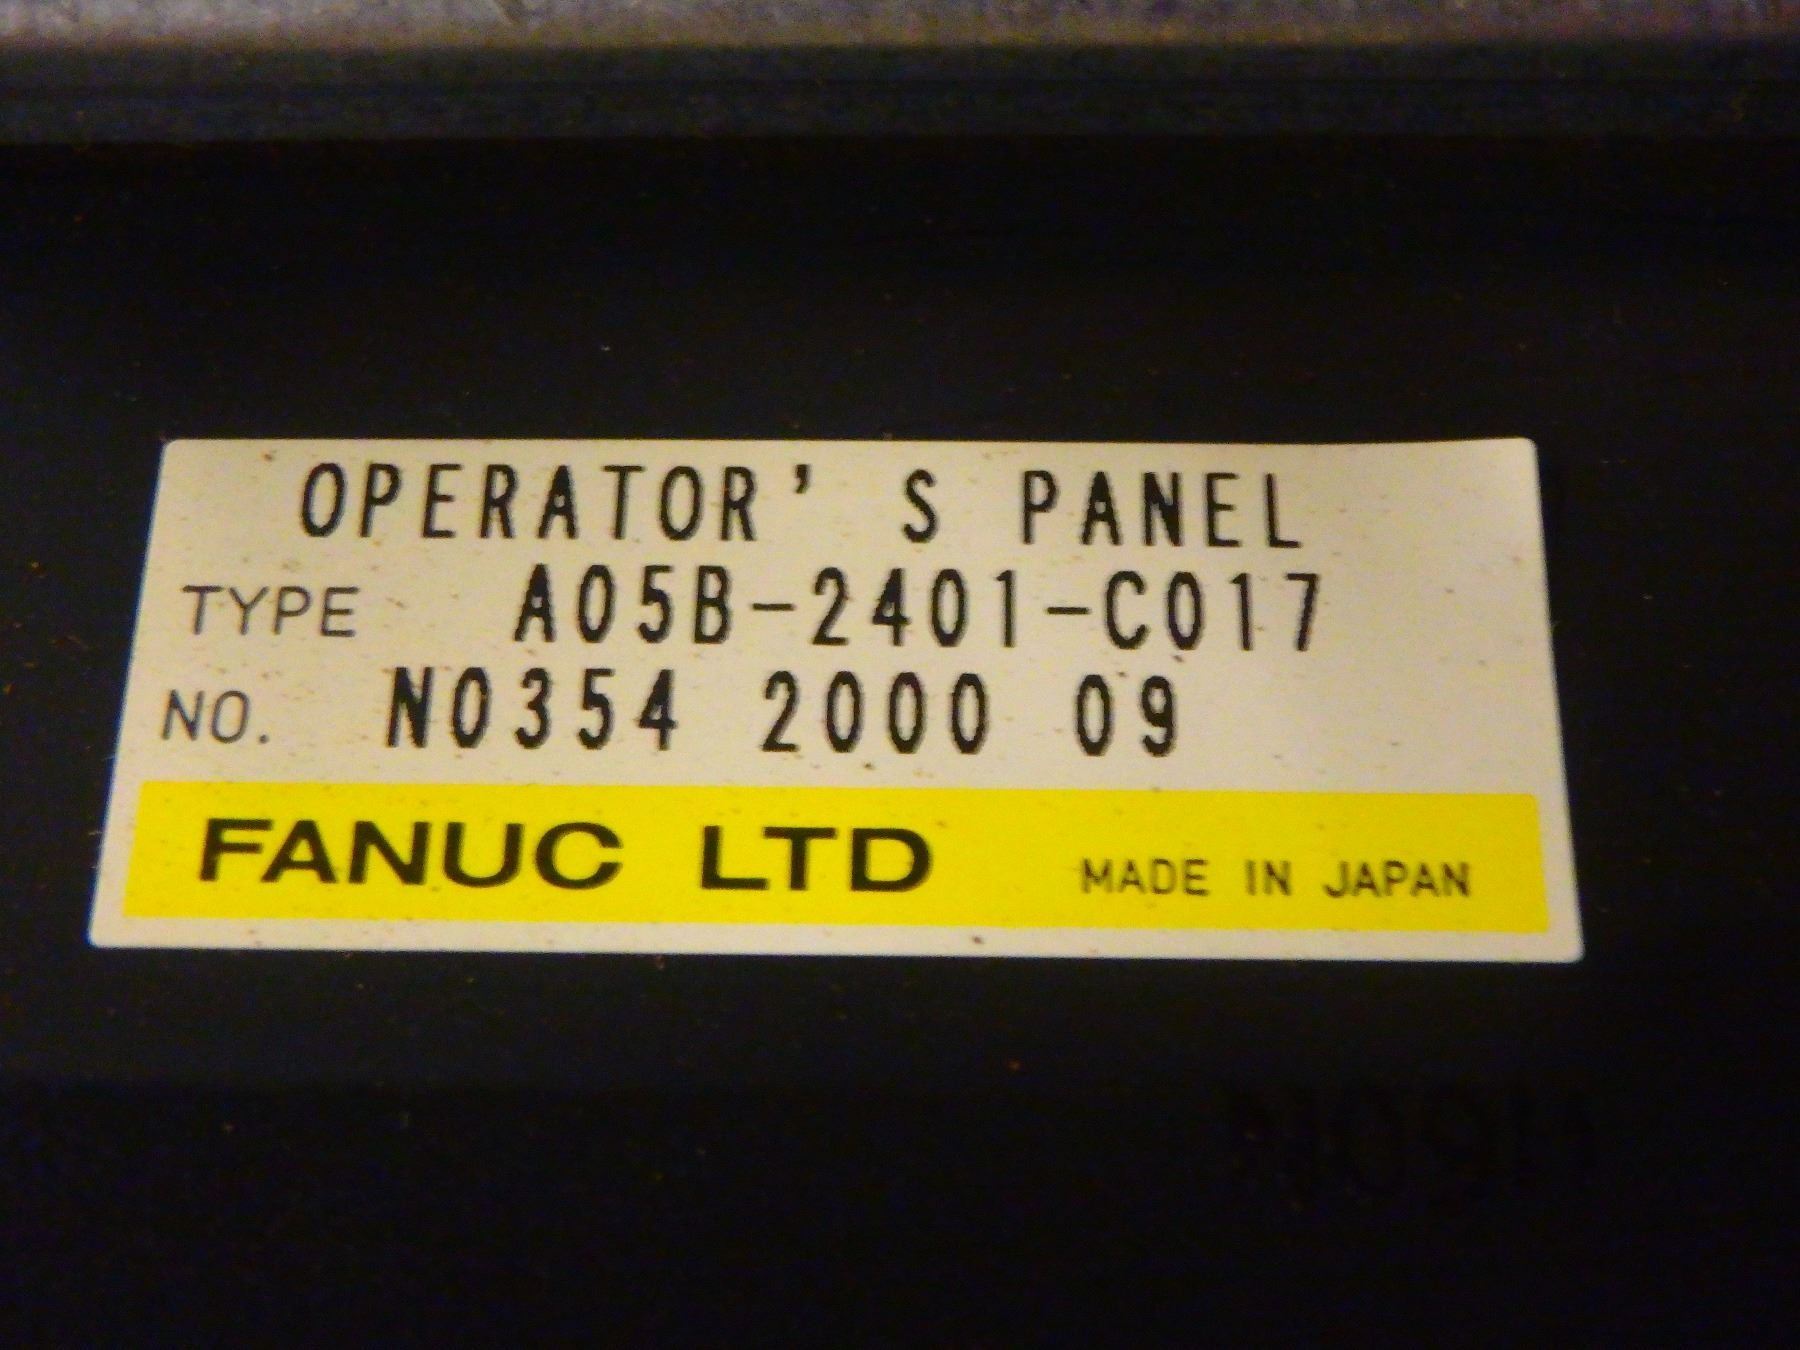 OPERATOR'S PANEL
TYPE A05B-2401-C017
NO. N0354 2000 09
FANUC LTD MADE IN JAPAN